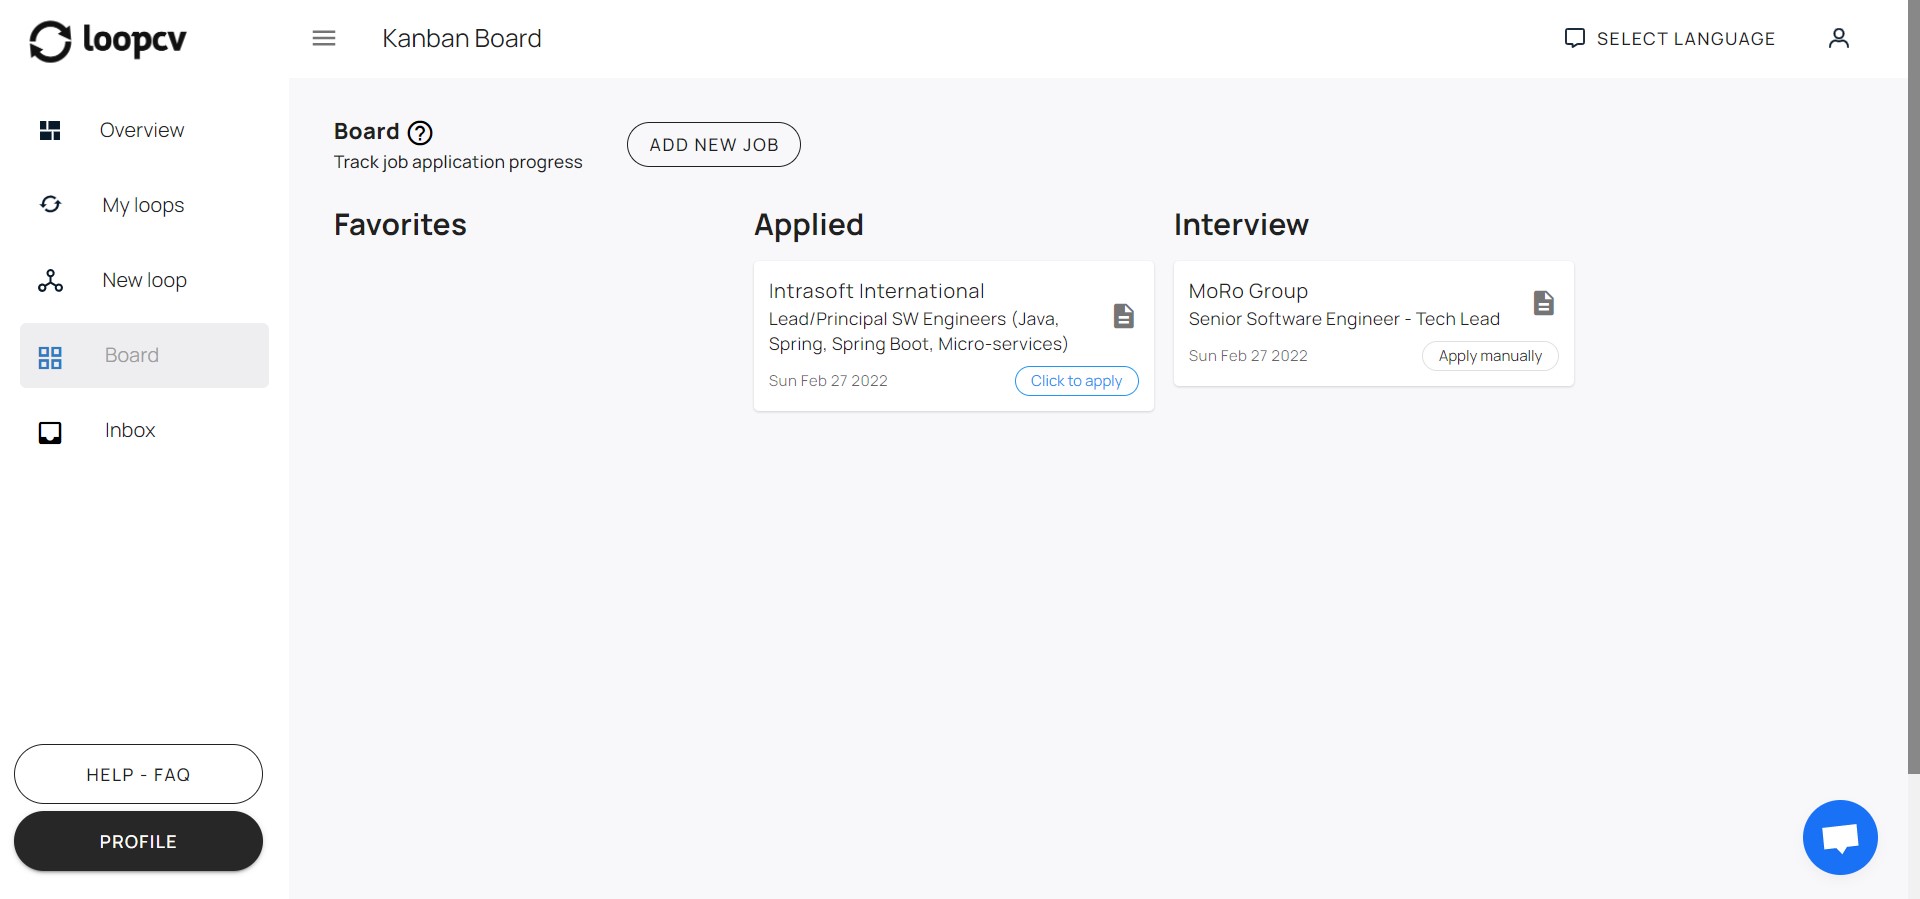 loopcv
Kanban Board
SELECT LANGUAGE
Overview
My loops
New loop
Board
Inbox
HELP - FAQ
PROFILE
Board
Track job application progress
ADD NEW JOB
Favorites
Applied
Intrasoft International
Lead/Principal SW Engineers (Java,
Spring, Spring Boot, Micro-services)
Sun Feb 27 2022
Click to apply
Interview
MoRo Group
Senior Software Engineer - Tech Lead
Sun Feb 27 2022
Apply manually